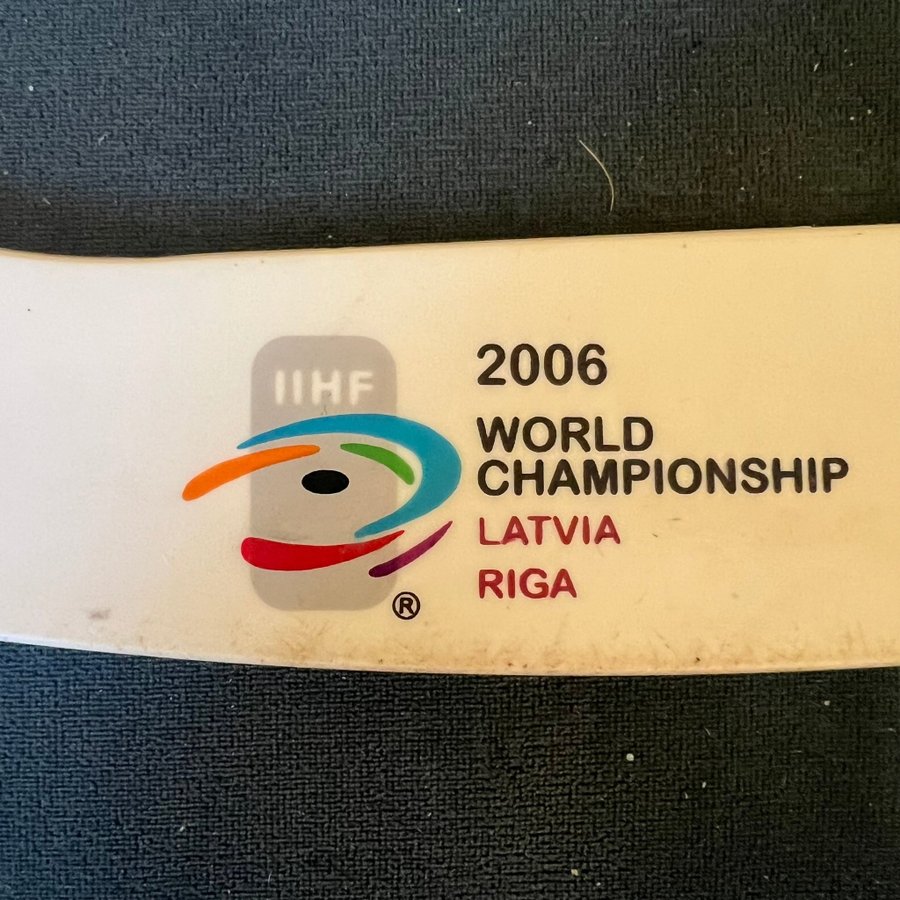 IIHF
2006
WORLD
CHAMPIONSHIP
LATVIA
RIGA
®